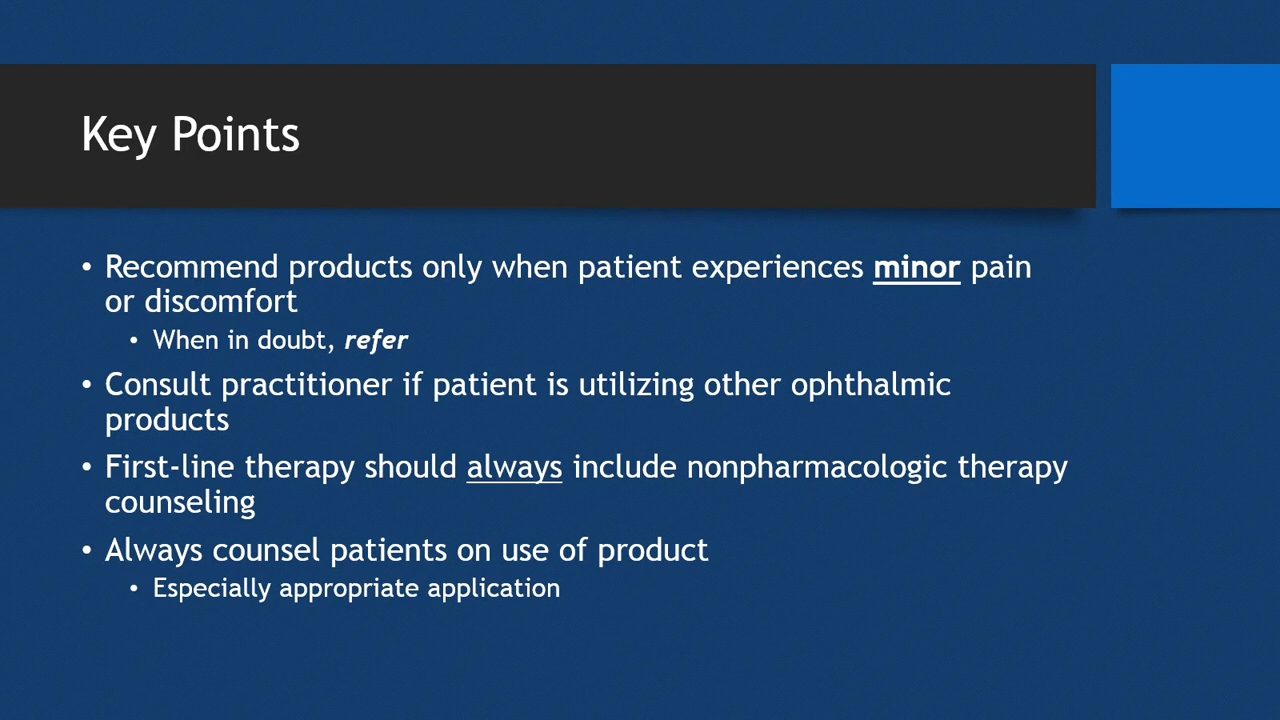 Key Points
• Recommend products only when patient experiences minor pain
or discomfort
• When in doubt, refer
• Consult practitioner if patient is utilizing other ophthalmic
products
• First-line therapy should always include nonpharmacologic therapy
counseling
• Always counsel patients on use of product
• Especially appropriate application